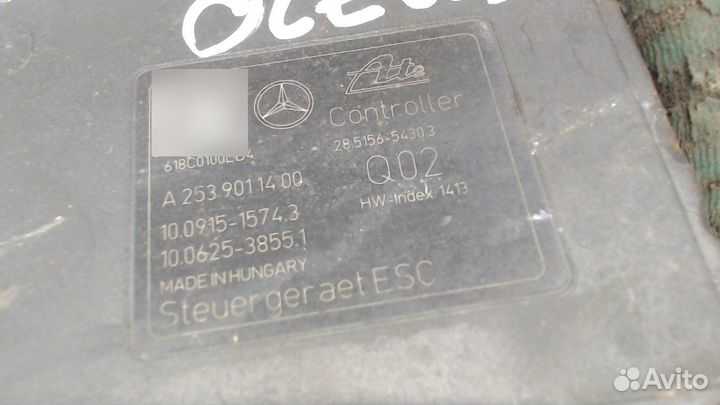 Ate
Controller
28.5156-5430.3
Q02
HW-Index 1413
A 253 901 14 00
10.0915-1574.3
10.0625-3855.1
MADE IN HUNGARY
Steuergeraet ESC
Avito